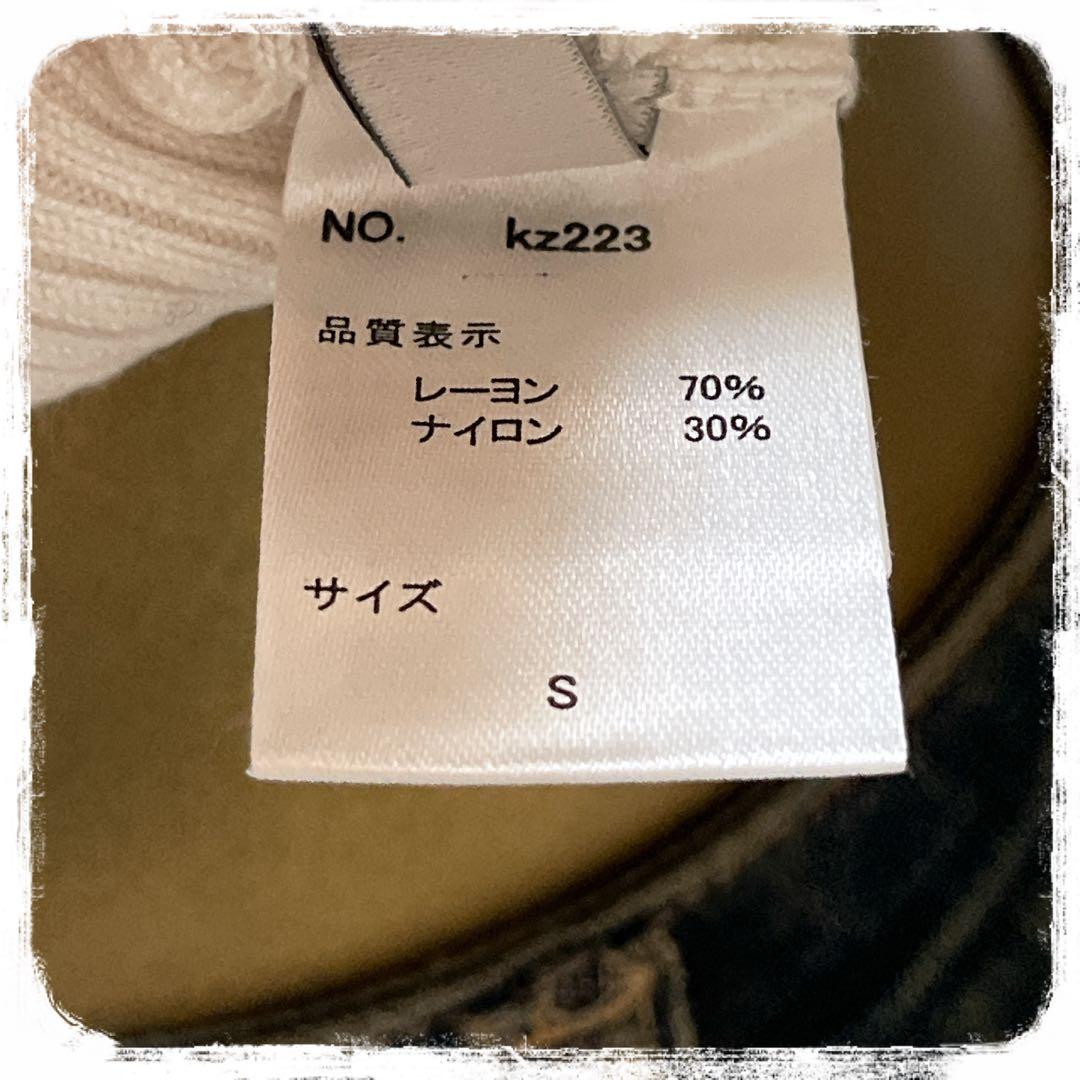 NO. kz223
品質表示
レーヨン 70%
ナイロン 30%
サイズ
S